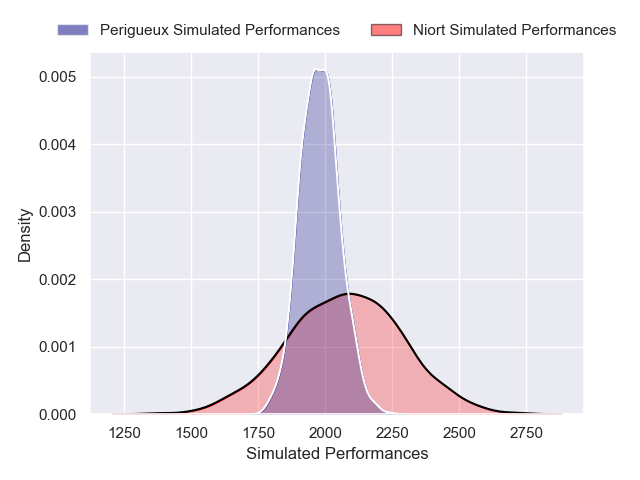 Perigueux Simulated Performances Niort Simulated Performances
0.005
0.004
0.003
0.002
0.001
0.000
Density
1250 1500 1750 2000 2250 2500 2750
Simulated Performances